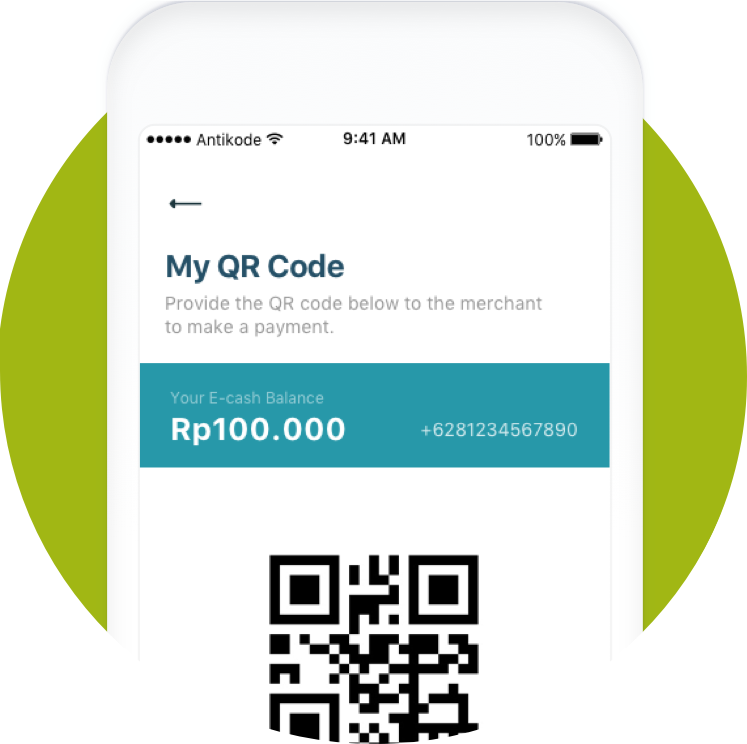 Antikode 9:41 AM 100%
My QR Code
Provide the QR code below to the merchant
to make a payment.
Your E-cash Balance
Rp100.000 +6281234567890